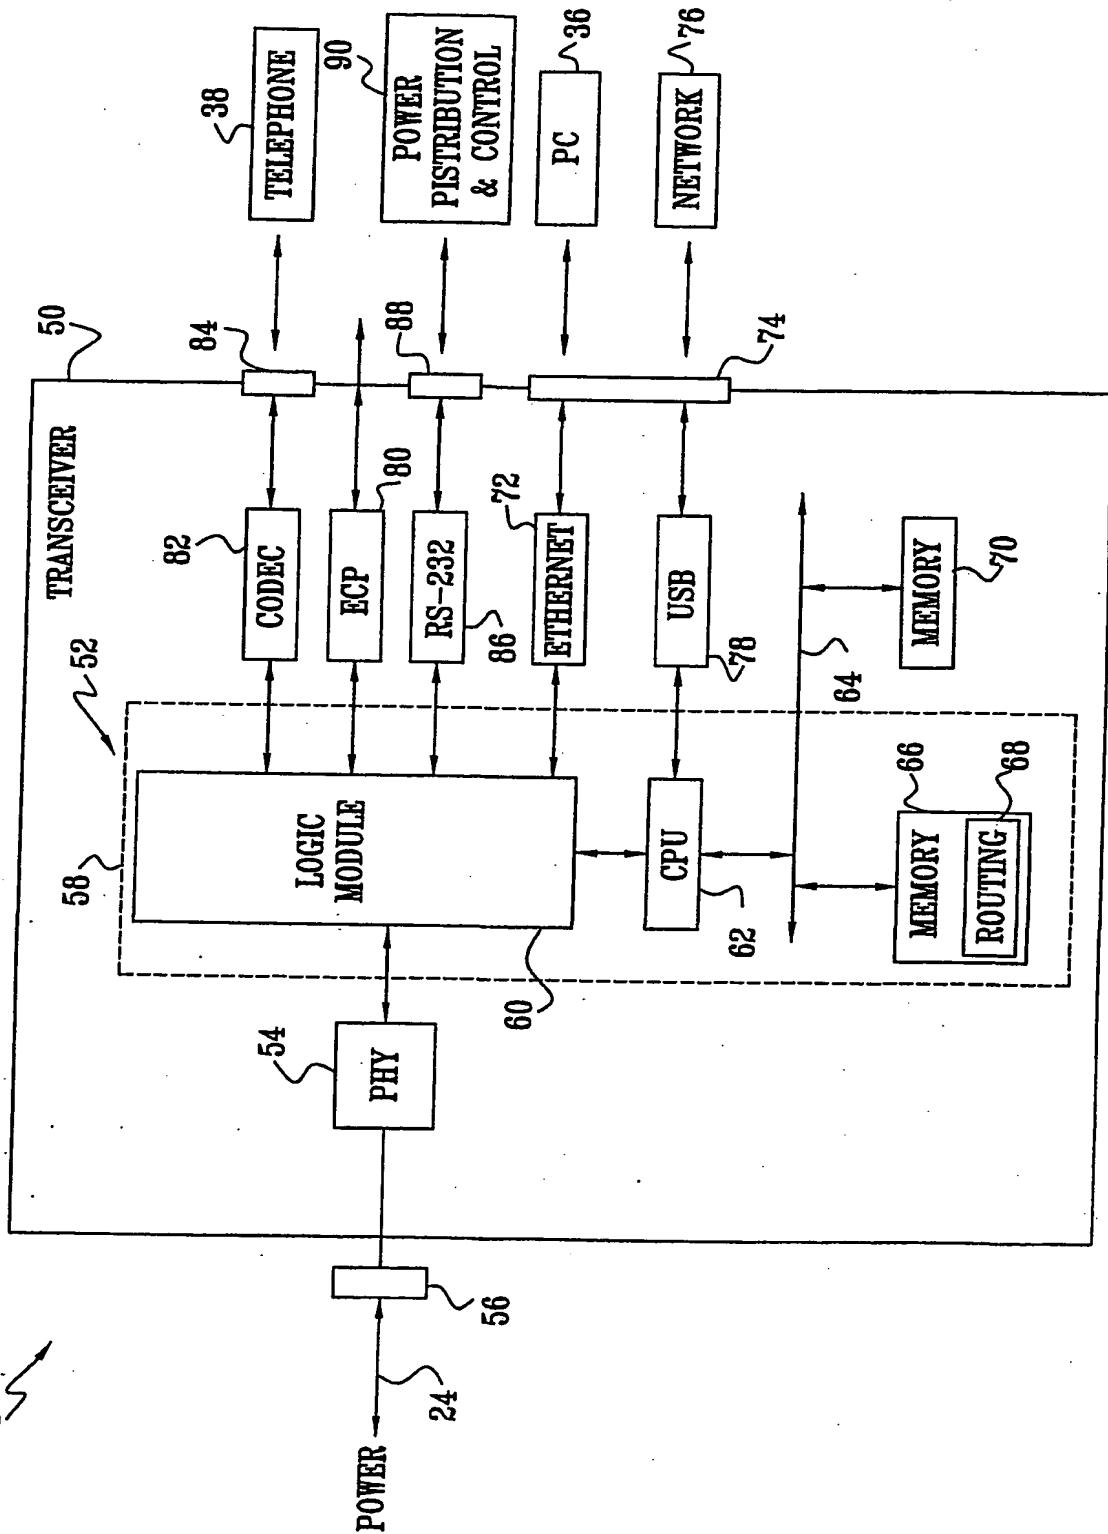 38
TELEPHONE
90
POWER
PISTRIBUTION
& CONTROL
36
PC
76
NETWORK
50
84
88
74
TRANSCEIVER
52
82
CODEC
80
ECP
RS-232
86
72
ETHERNET
USB
78
64
MEMORY
70
58
LOGIC
MODULE
60
CPU
62
66
MEMORY
68
ROUTING
54
PHY
56
24
POWER